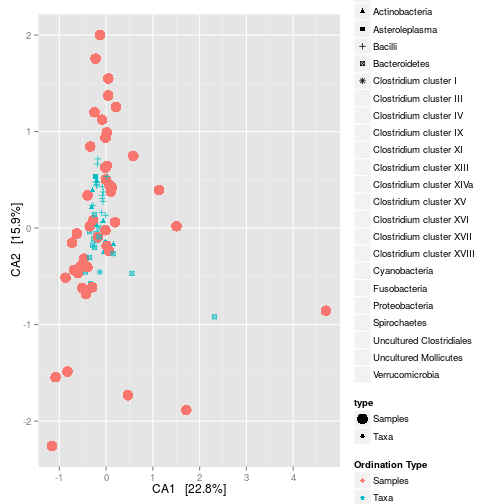 Actinobacteria
Asteroleplasma
Bacilli
Bacteroidetes
Clostridium cluster I
Clostridium cluster III
Clostridium cluster IV
Clostridium cluster IX
Clostridium cluster XI
Clostridium cluster XIII
Clostridium cluster XIVa
Clostridium cluster XV
Clostridium cluster XVI
Clostridium cluster XVII
Clostridium cluster XVIII
Cyanobacteria
Fusobacteria
Proteobacteria
Spirochaetes
Uncultured Clostridiales
Uncultured Mollicutes
Verrucomicrobia
type
Samples
Taxa
Ordination Type
Samples
Taxa
2
1
0
-1
-2
CA2 [15.9%]
-1 0 1 2 3 4
CA1 [22.8%]